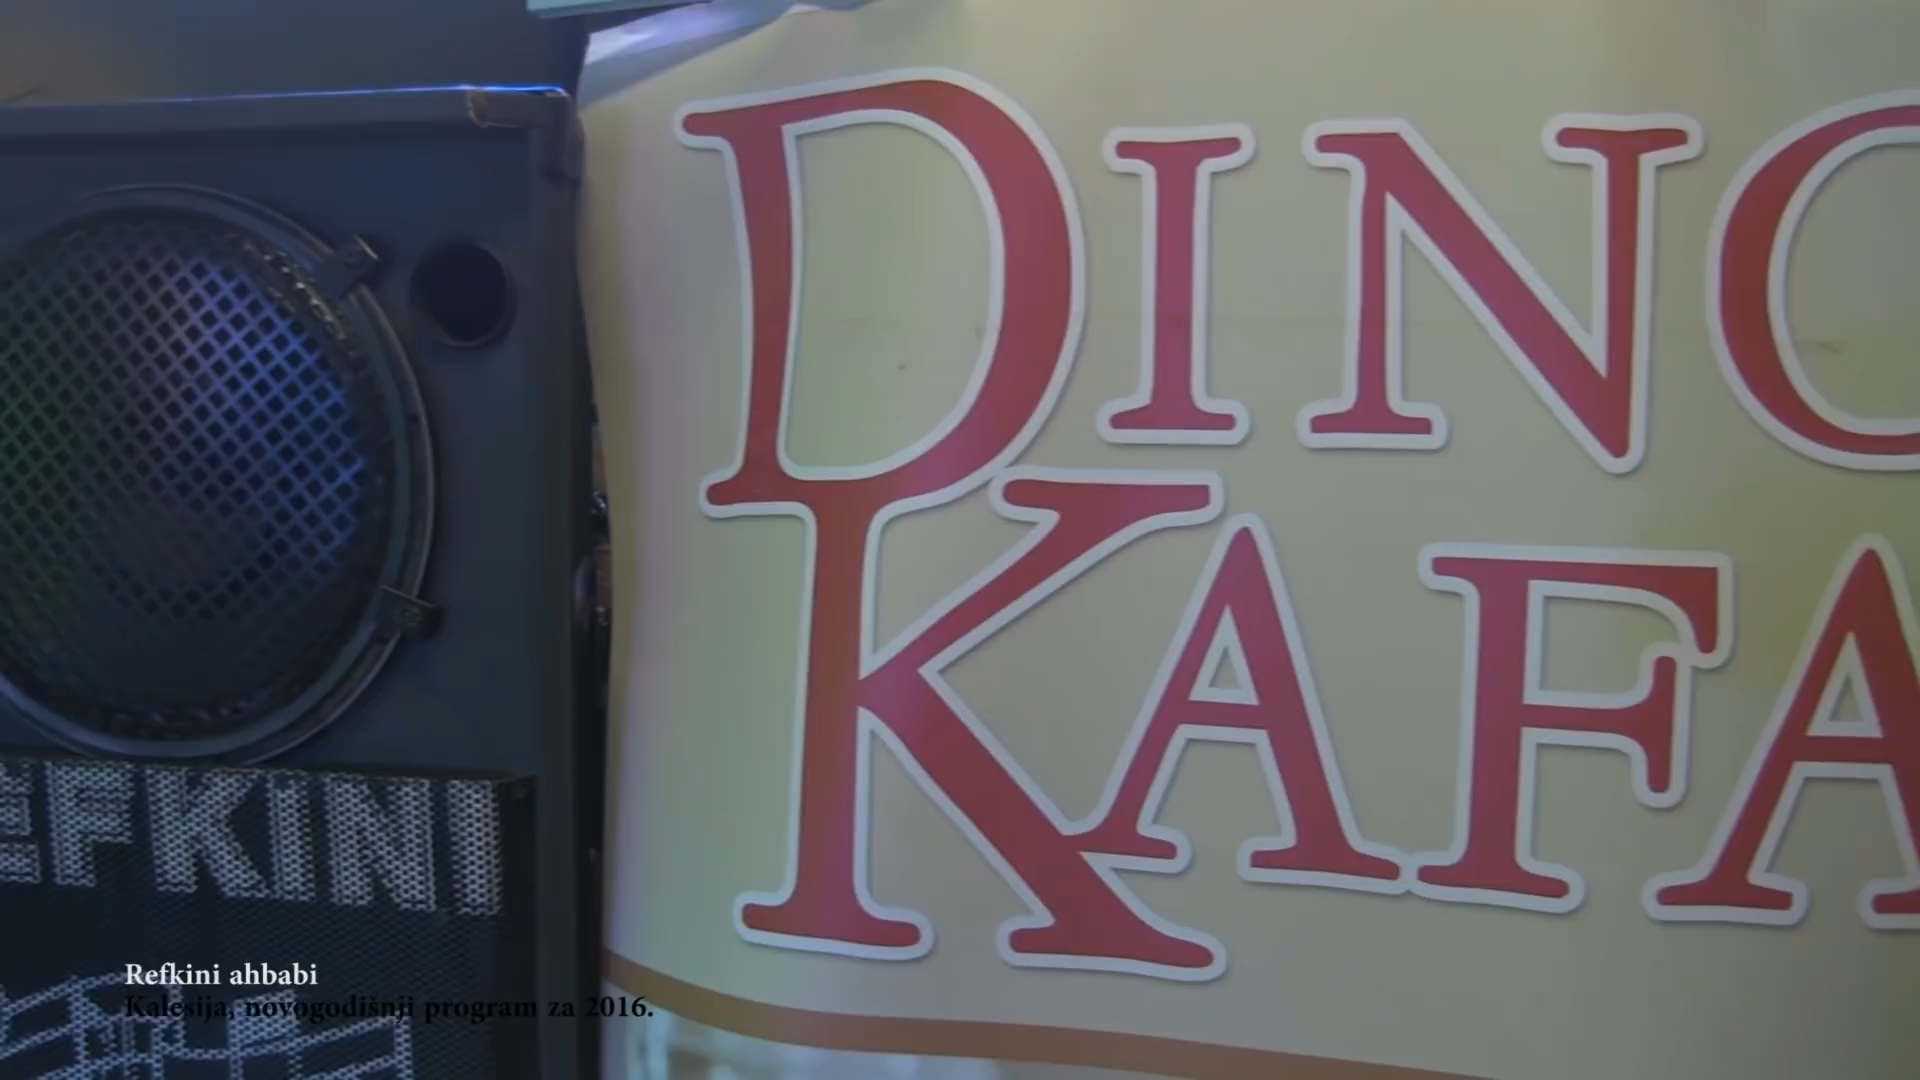 DINO
KAFA
EFKINI
Refkini ahbabi
Kalesija, novogodišnji program za 2016.